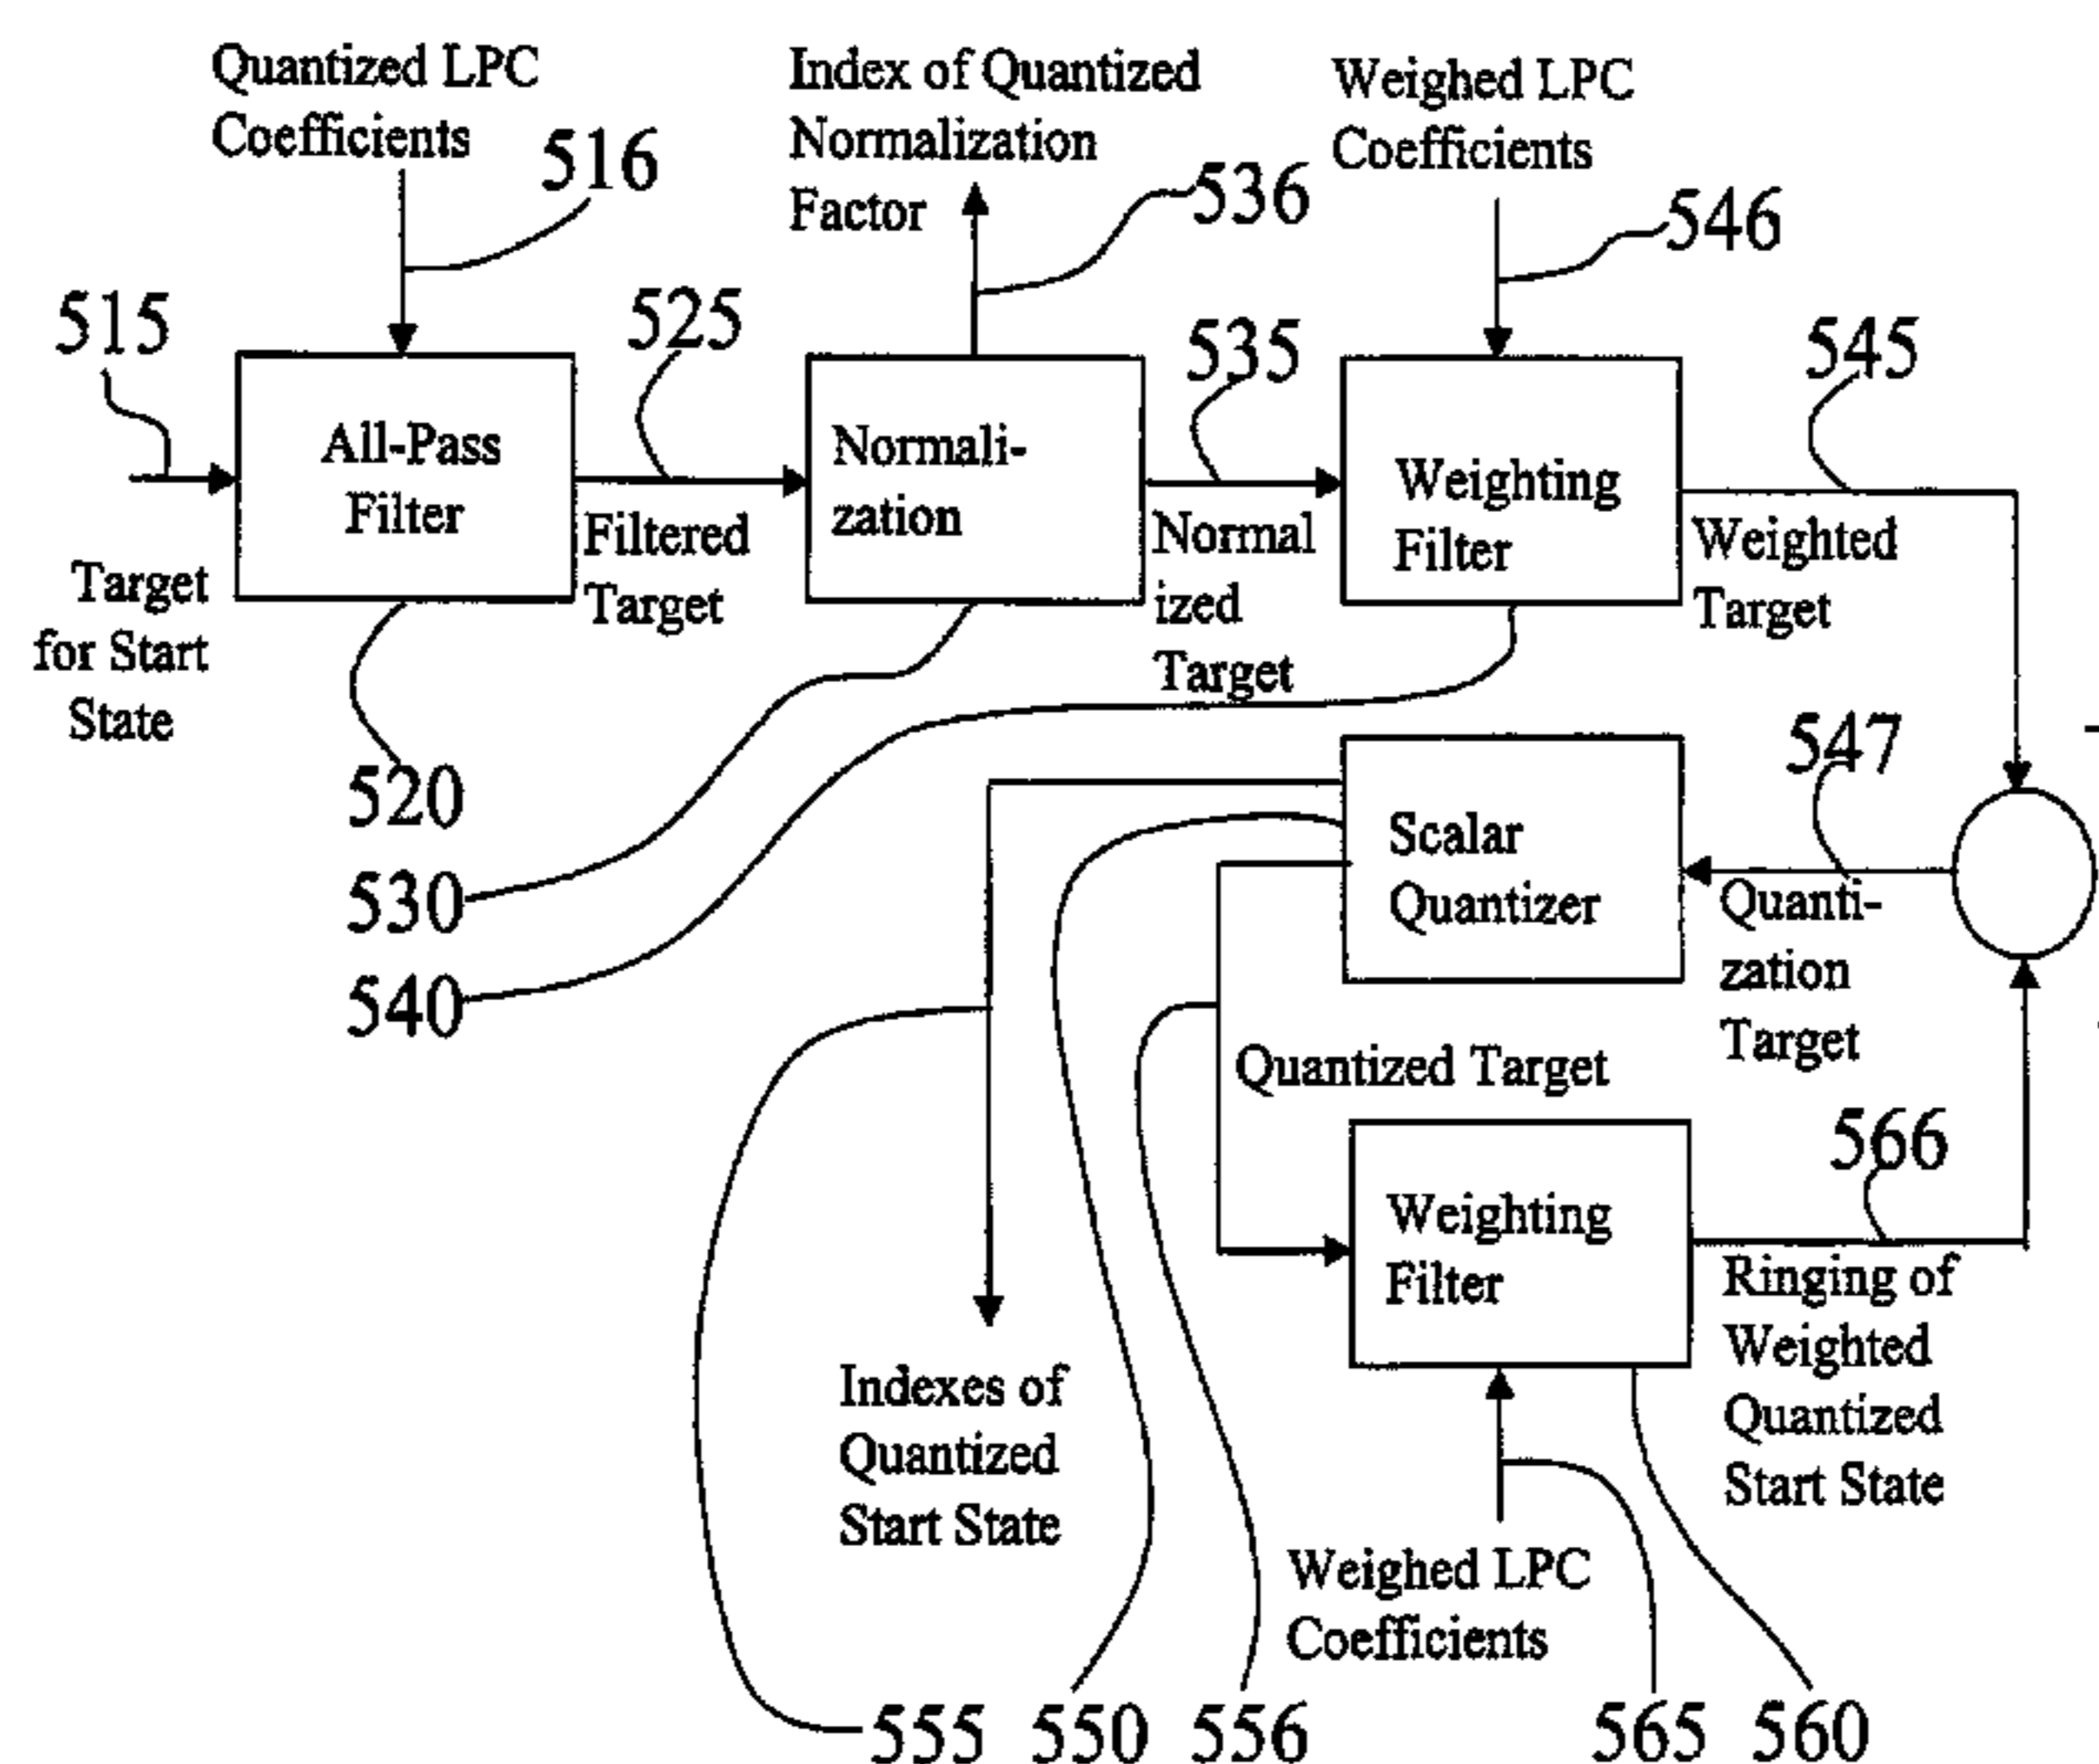 Quantized LPC
Coefficients
516
Index of Quantized
Normalization
Factor
536
Weighed LPC
Coefficients
546
515
525
535
545
All-Pass
Filter
Normali-
zation
Weighting
Filter
Target
for Start
State
Filtered
Target
Normal
ized
Target
Weighted
Target
520
530
540
547
Scalar
Quantizer
Quanti-
zation
Target
Quantized Target
566
Weighting
Filter
Ringing of
Weighted
Quantized
Start State
Indexes of
Quantized
Start State
Weighed LPC
Coefficients
555
550
556
565
560